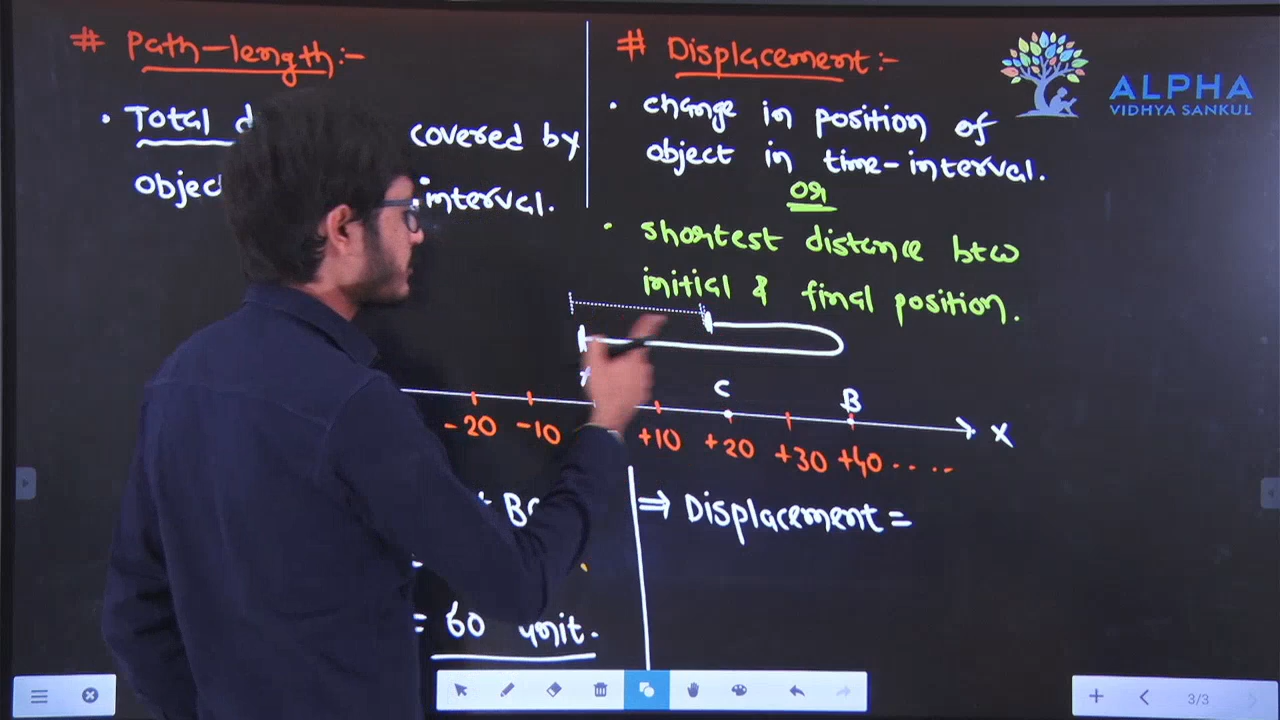 # Path-length:-
• Total covered by
interval.
# Displacement:-
• change in position of
object in time-interval.
OR
• shortest distance btw
initial & final position.
ALPHA
VIDHYA SANKUL
C B
-20 -10 +10 +20 +30 +40 .....
X
⇒ Displacement =
= 60 unit.
3/3